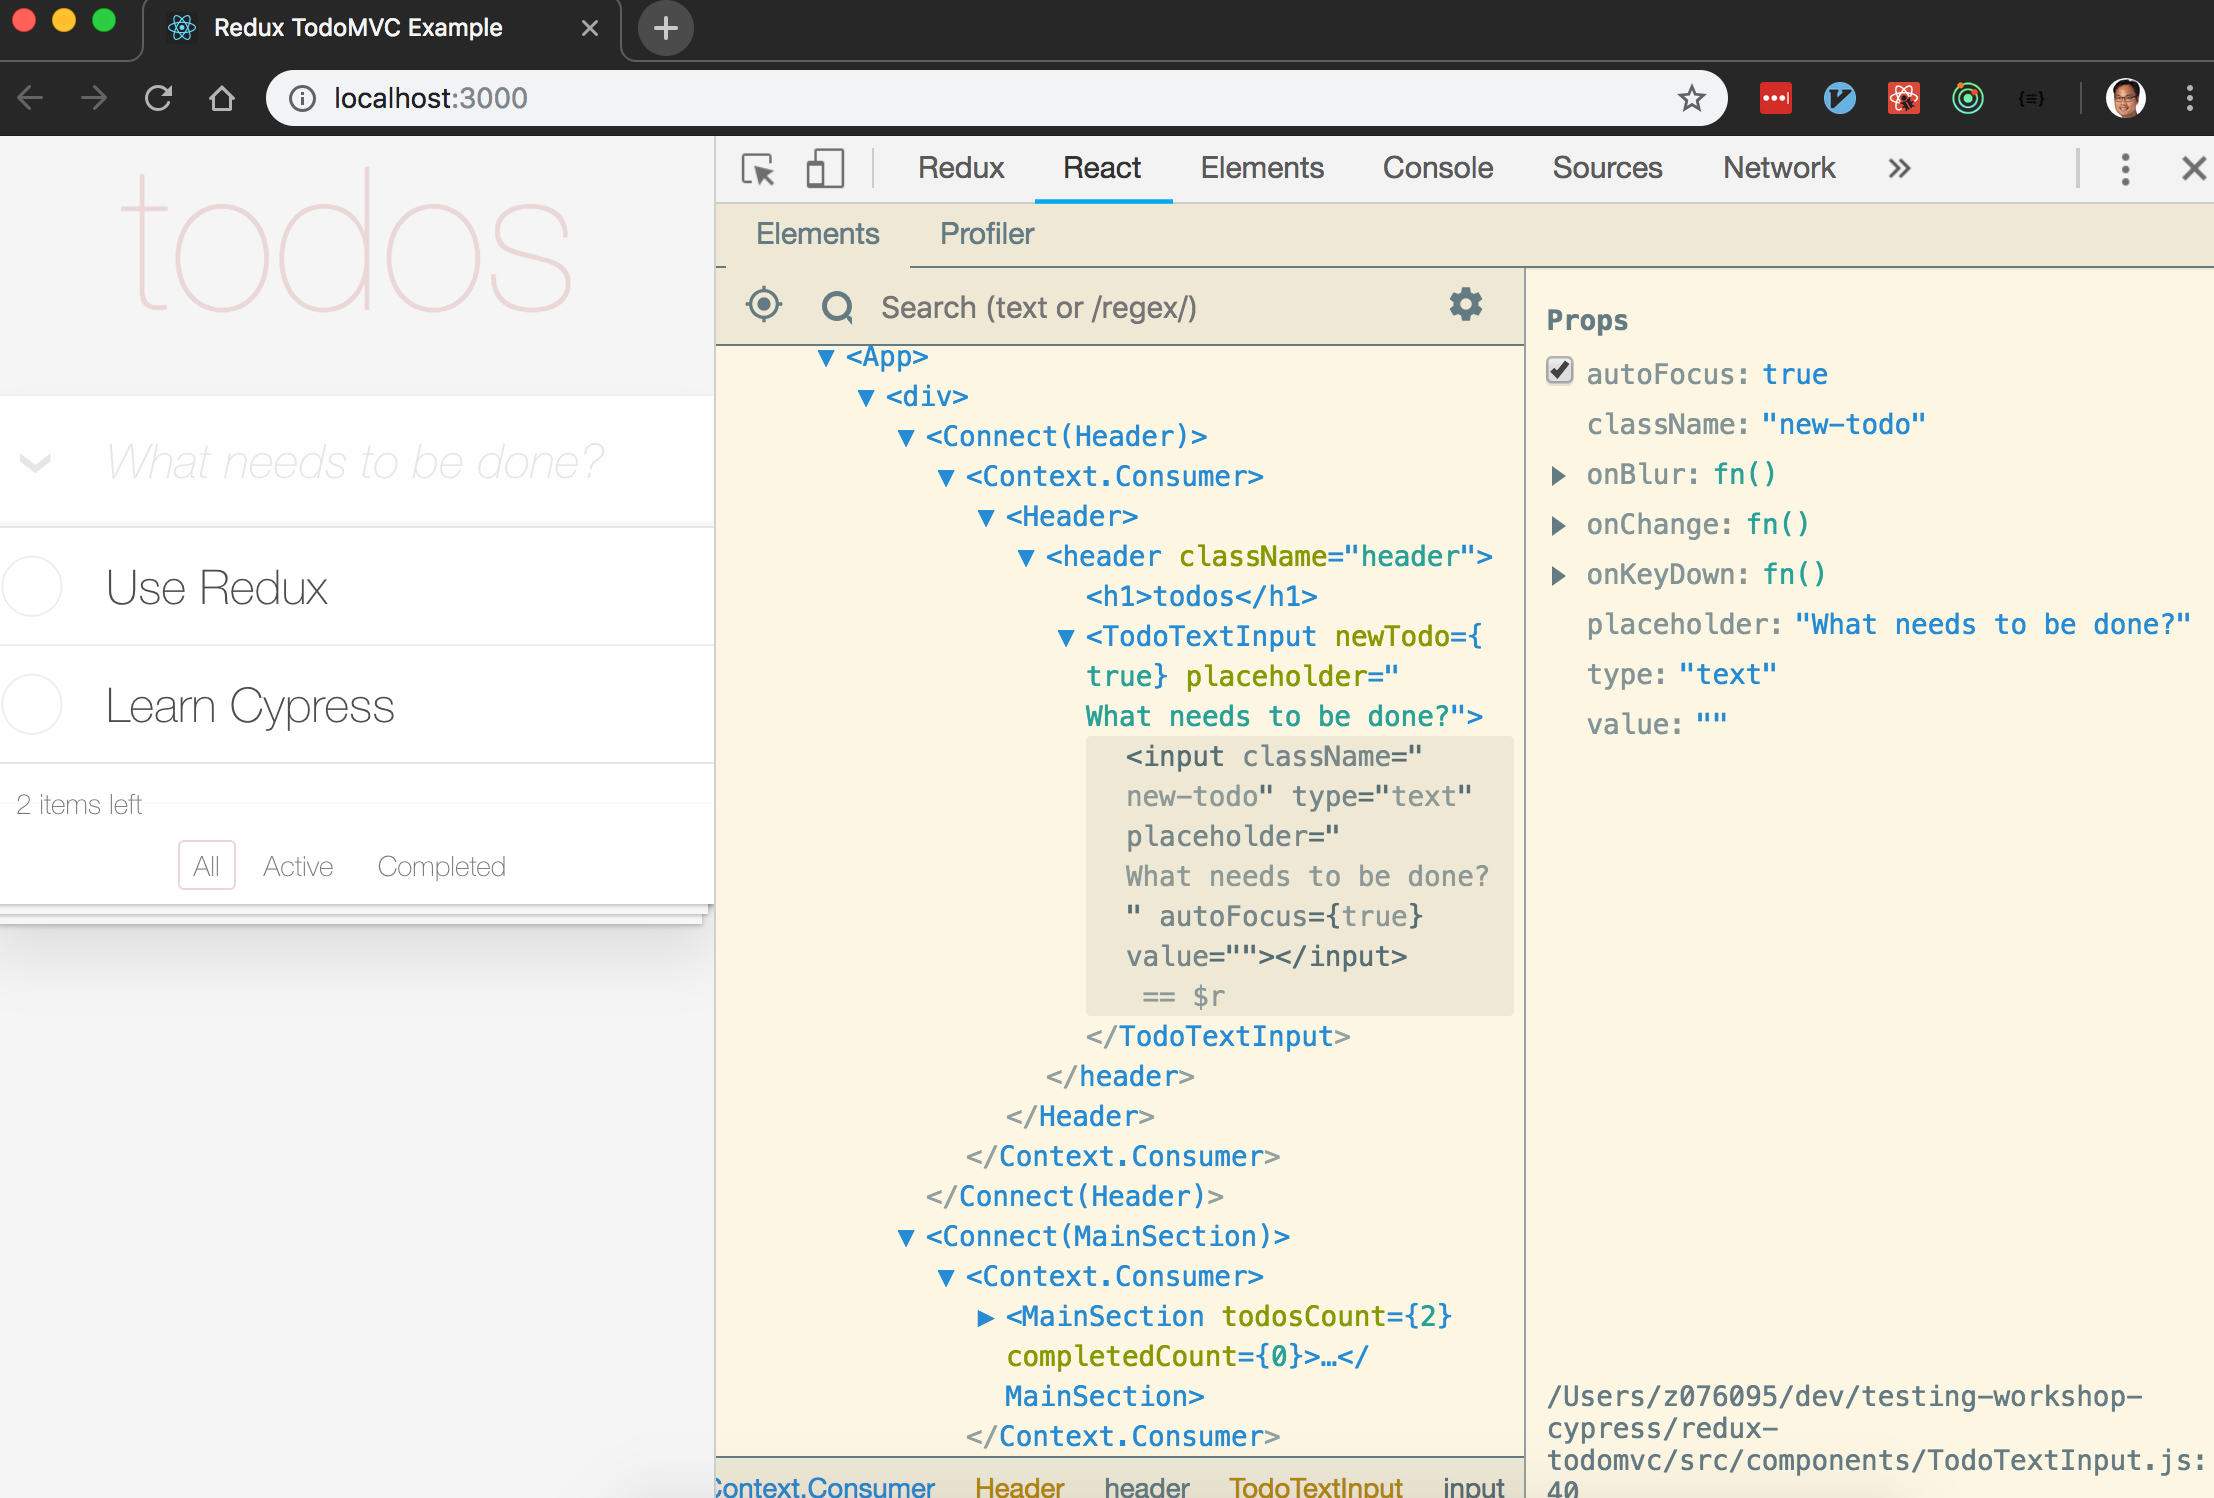 Redux TodoMVC Example
localhost:3000
todos
What needs to be done?
Use Redux
Learn Cypress
2 items left
All Active Completed
Redux React Elements Console Sources Network »
Elements Profiler
Search (text or /regex/)
<App>
<div>
<Connect(Header)>
<Context.Consumer>
<Header>
<header className="header">
<h1>todos</h1>
<TodoTextInput newTodo={
true} placeholder="
What needs to be done?">
<input className="
new-todo" type="text"
placeholder="
What needs to be done?
" autoFocus={true}
value=""></input>
== $r
</TodoTextInput>
</header>
</Header>
</Context.Consumer>
</Connect(Header)>
<Connect(MainSection)>
<Context.Consumer>
<MainSection todosCount={2}
completedCount={0}>…</
MainSection>
</Context.Consumer>
Context.Consumer Header header TodoTextInput input
Props
autoFocus: true
className: "new-todo"
onBlur: fn()
onChange: fn()
onKeyDown: fn()
placeholder: "What needs to be done?"
type: "text"
value: ""
/Users/z076095/dev/testing-workshop-
cypress/redux-
todomvc/src/components/TodoTextInput.js:
40